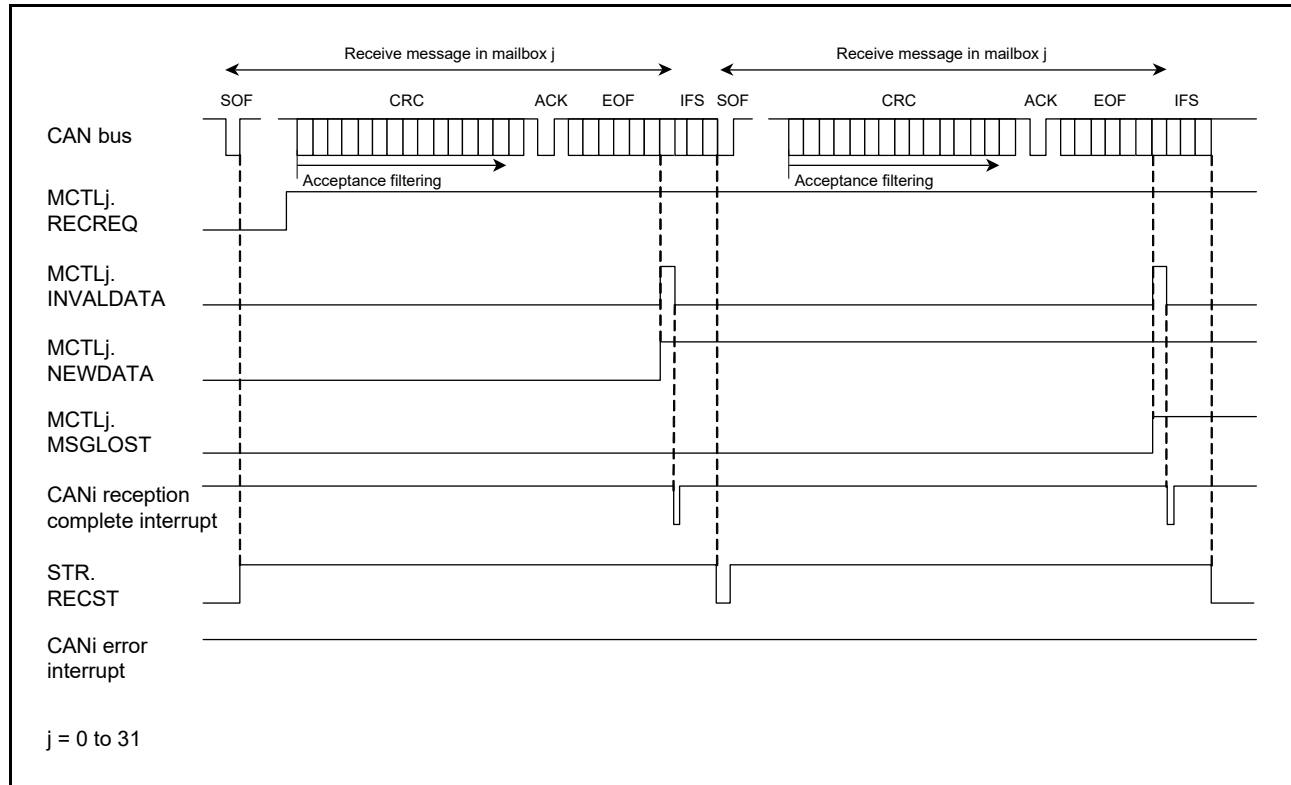 Receive message in mailbox j Receive message in mailbox j
SOF CRC ACK EOF IFS SOF CRC ACK EOF IFS
CAN bus
Acceptance filtering Acceptance filtering
MCTLj.
RECREQ
MCTLj.
INVALDATA
MCTLj.
NEWDATA
MCTLj.
MSGLOST
CANi reception
complete interrupt
STR.
RECST
CANi error
interrupt
j = 0 to 31